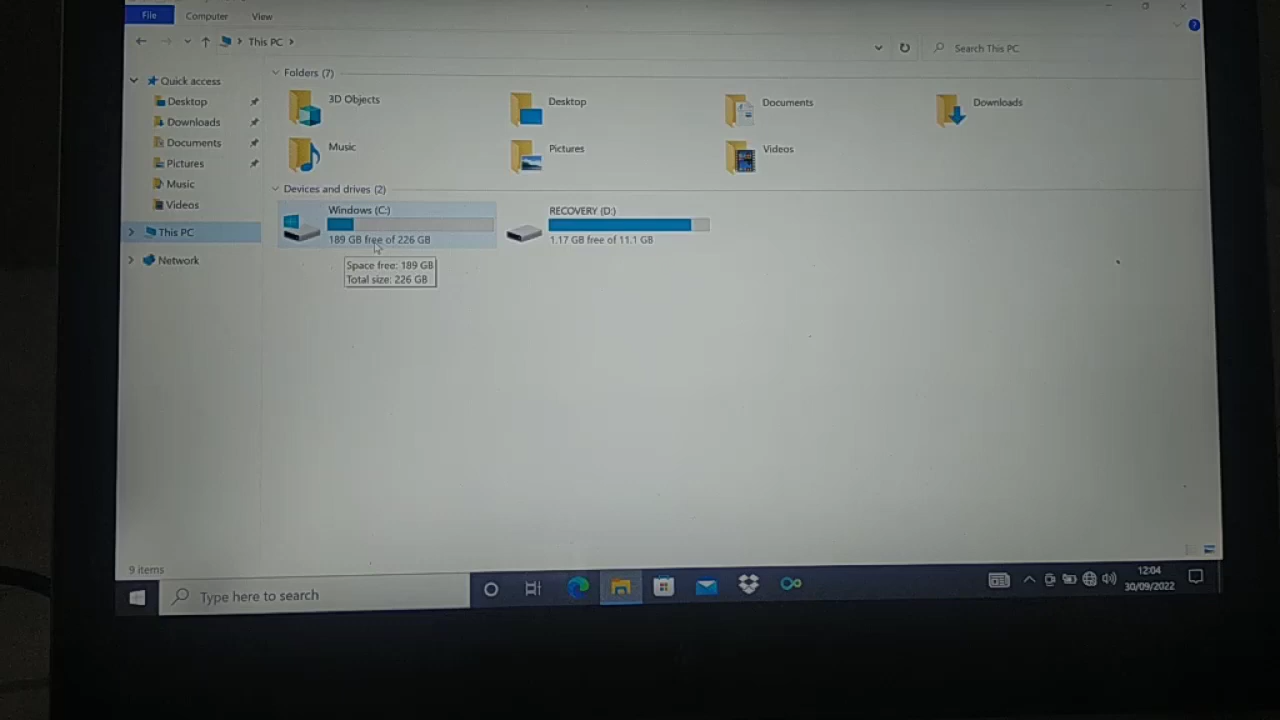 File Computer View
This PC
Search This PC
Quick access
Desktop
Downloads
Documents
Pictures
Music
Videos
This PC
Network
Folders (7)
3D Objects
Desktop
Documents
Downloads
Music
Pictures
Videos
Devices and drives (2)
Windows (C:)
189 GB free of 226 GB
RECOVERY (D:)
1.17 GB free of 11.1 GB
Space free: 189 GB
Total size: 226 GB
9 items
Type here to search
12:04
30/09/2022